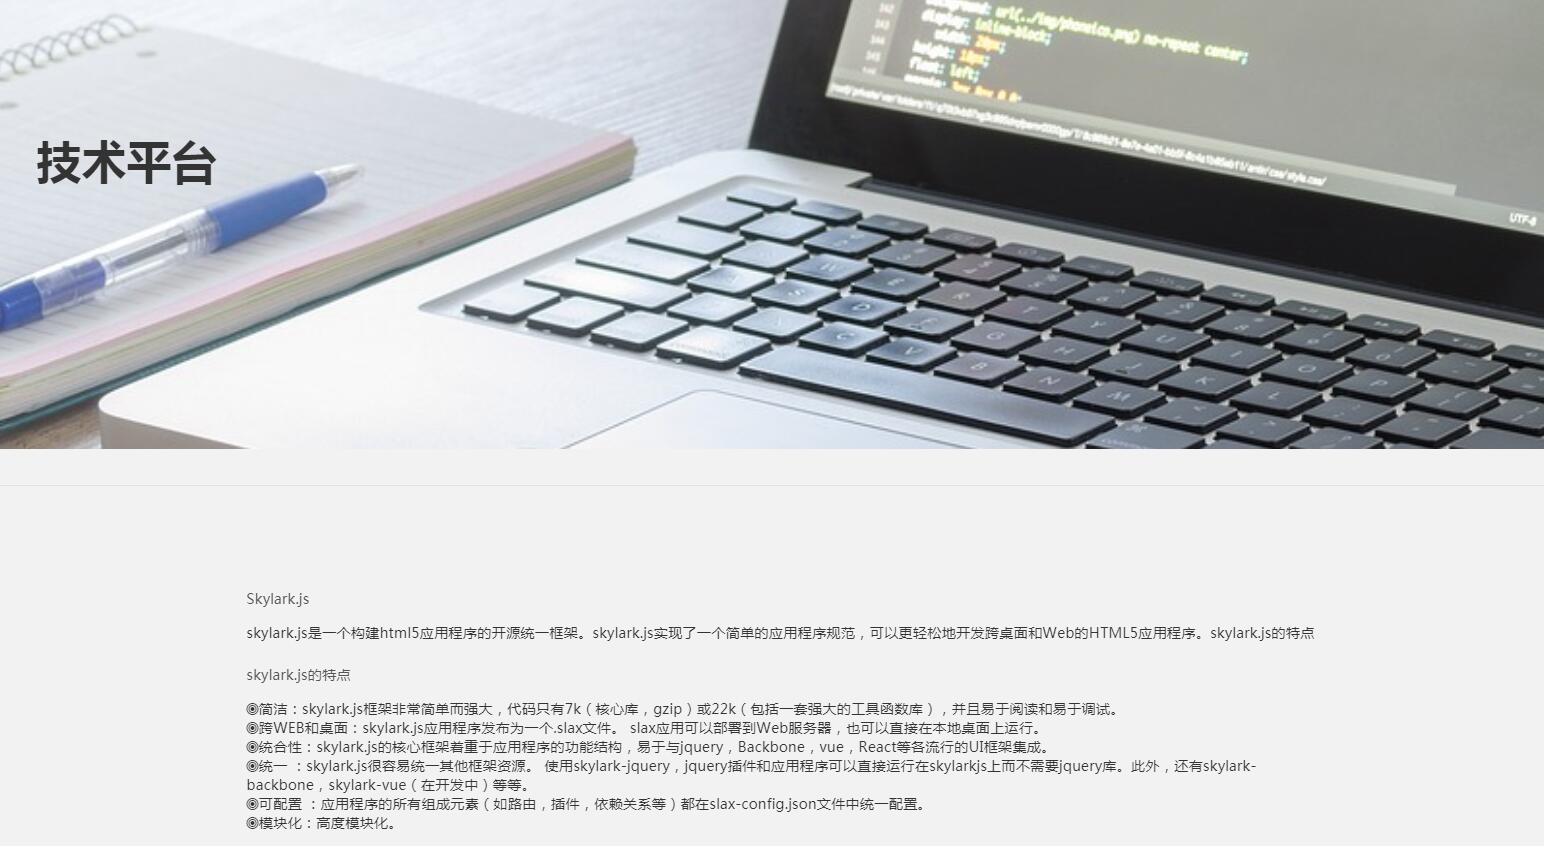 background: url(../img/phoneico.png) no-repeat center;
display: inline-block;
width: 20px;
height: 18px;
float: left;
UTF-8
技术平台
Skylark.js
skylark.js是一个构建html5应用程序的开源统一框架。skylark.js实现了一个简单的应用程序规范，可以更轻松地开发跨桌面和Web的HTML5应用程序。skylark.js的特点
skylark.js的特点
◉简洁：skylark.js框架非常简单而强大，代码只有7k（核心库，gzip）或22k（包括一套强大的工具函数库），并且易于阅读和易于调试。
◉跨WEB和桌面：skylark.js应用程序发布为一个.slax文件。 slax应用可以部署到Web服务器，也可以直接在本地桌面上运行。
◉统合性：skylark.js的核心框架着重于应用程序的功能结构，易于与jquery，Backbone，vue，React等各流行的UI框架集成。
◉统一 ：skylark.js很容易统一其他框架资源。 使用skylark-jquery，jquery插件和应用程序可以直接运行在skylarkjs上而不需要jquery库。此外，还有skylark-
backbone，skylark-vue（在开发中）等等。
◉可配置 ：应用程序的所有组成元素（如路由，插件，依赖关系等）都在slax-config.json文件中统一配置。
◉模块化：高度模块化。